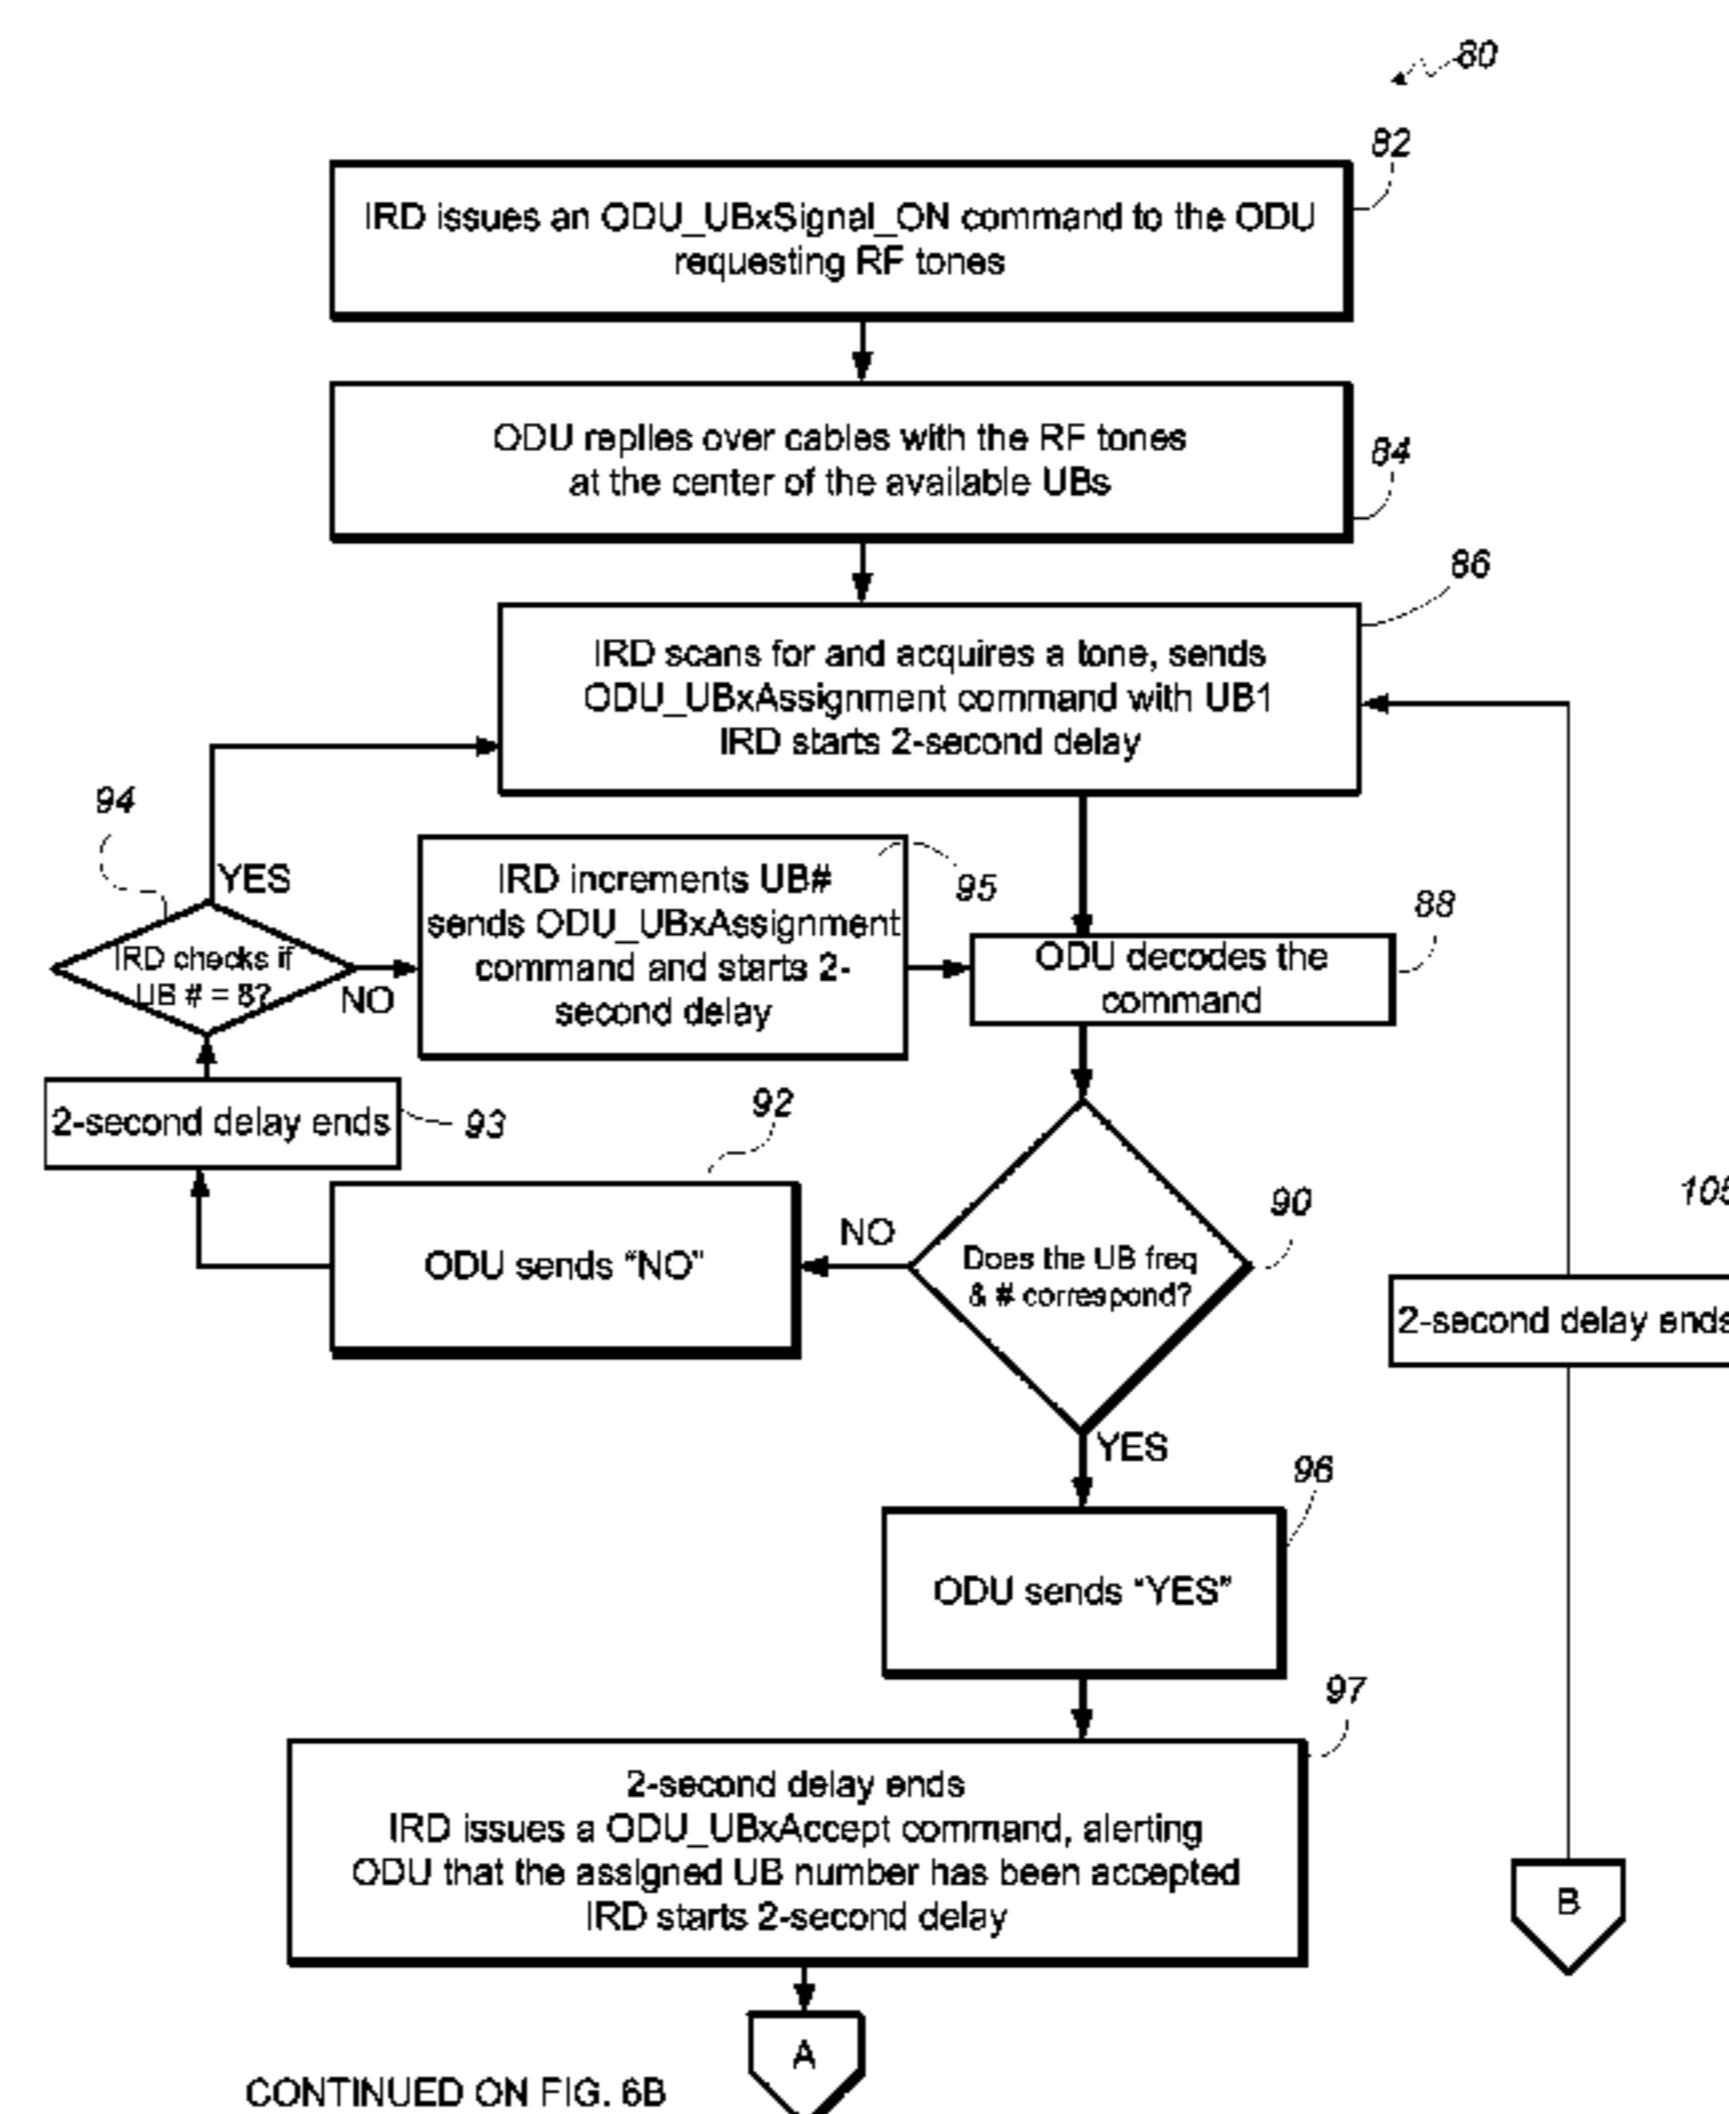 80
82
IRD issues an ODU_UBxSignal_ON command to the ODU
requesting RF tones
ODU replies over cables with the RF tones
at the center of the available UBs
84
86
IRD scans for and acquires a tone, sends
ODU_UBxAssignment command with UB1
IRD starts 2-second delay
94
YES
IRD increments UB#
sends ODU_UBxAssignment
command and starts 2-
second delay
95
88
IRD checks if
UB # = 8?
NO
ODU decodes the
command
2-second delay ends
93
92
90
105
ODU sends "NO"
NO
Does the UB freq
& # correspond?
2-second delay ends
YES
96
ODU sends "YES"
97
2-second delay ends
IRD issues a ODU_UBxAccept command, alerting
ODU that the assigned UB number has been accepted
IRD starts 2-second delay
B
A
CONTINUED ON FIG. 6B